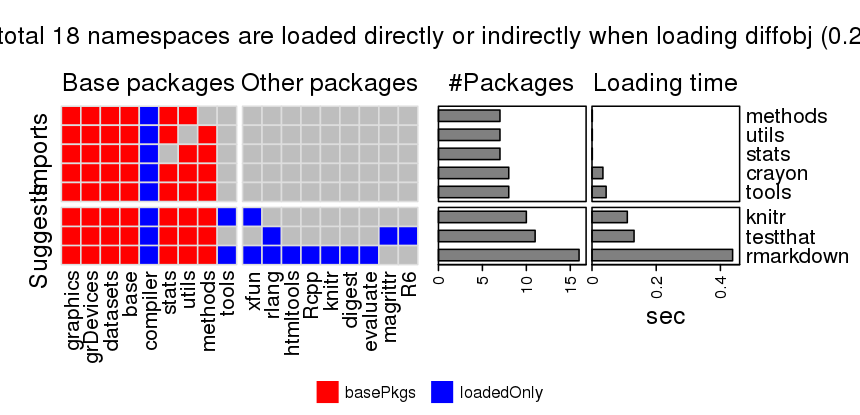 total 18 namespaces are loaded directly or indirectly when loading diffobj (0.2
Base packages Other packages #Packages Loading time
Imports
methods
utils
stats
crayon
tools
Suggests
knitr
testthat
rmarkdown
graphics grDevices datasets base compiler stats utils methods tools xfun rlang htmltools Rcpp knitr digest evaluate magrittr R6
0 5 10 15 0 0.2 0.4
sec
basePkgs loadedOnly